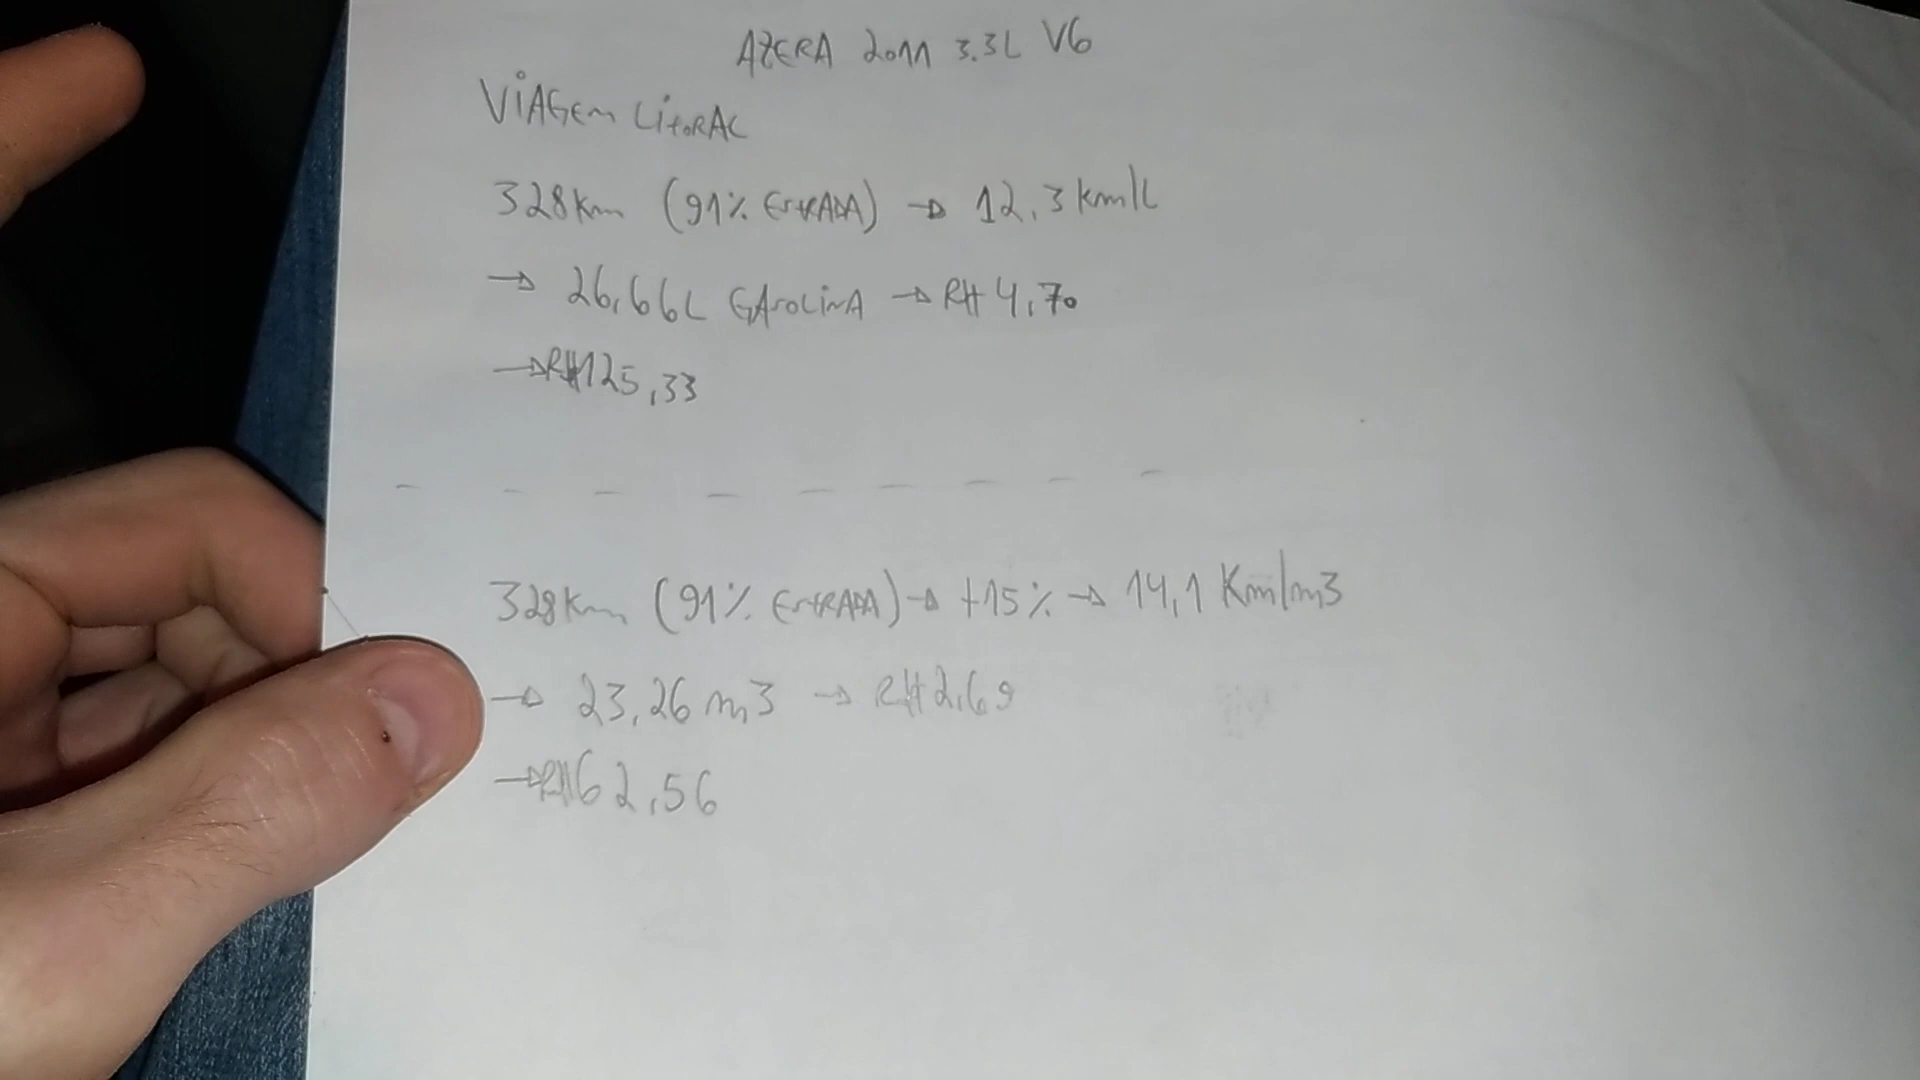 AZERA 2011 3.3L V6
ViAGEm LitoRAL
328Km (91% EstRADA) → 12,3 km/L
→ 26,66L GAsoLinA → R$ 4,70
→R$125,33
328Km (91% EstRADA) → +15% → 14,1 Km/m3
→ 23,26 m3 → R$2,69
→R$62,56